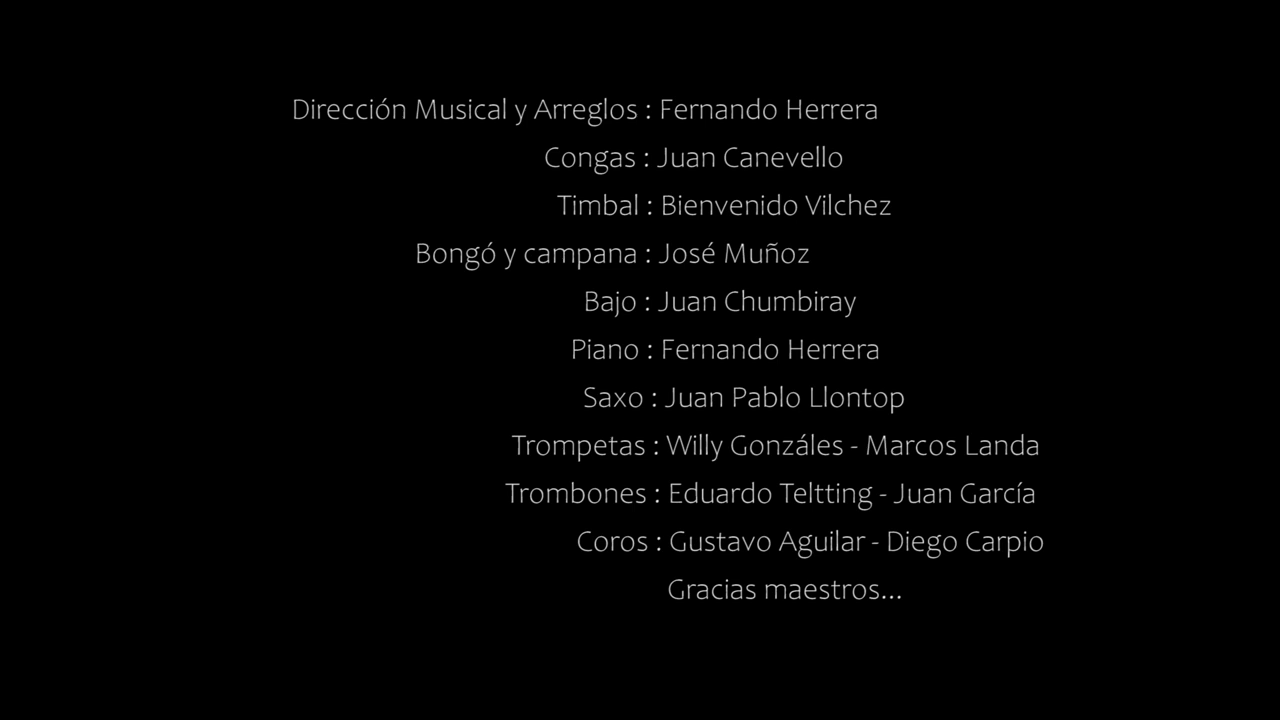 Dirección Musical y Arreglos : Fernando Herrera
Congas : Juan Canevello
Timbal : Bienvenido Vilchez
Bongó y campana : José Muñoz
Bajo : Juan Chumbiray
Piano : Fernando Herrera
Saxo : Juan Pablo Llontop
Trompetas : Willy Gonzáles - Marcos Landa
Trombones : Eduardo Teltting - Juan García
Coros : Gustavo Aguilar - Diego Carpio
Gracias maestros...